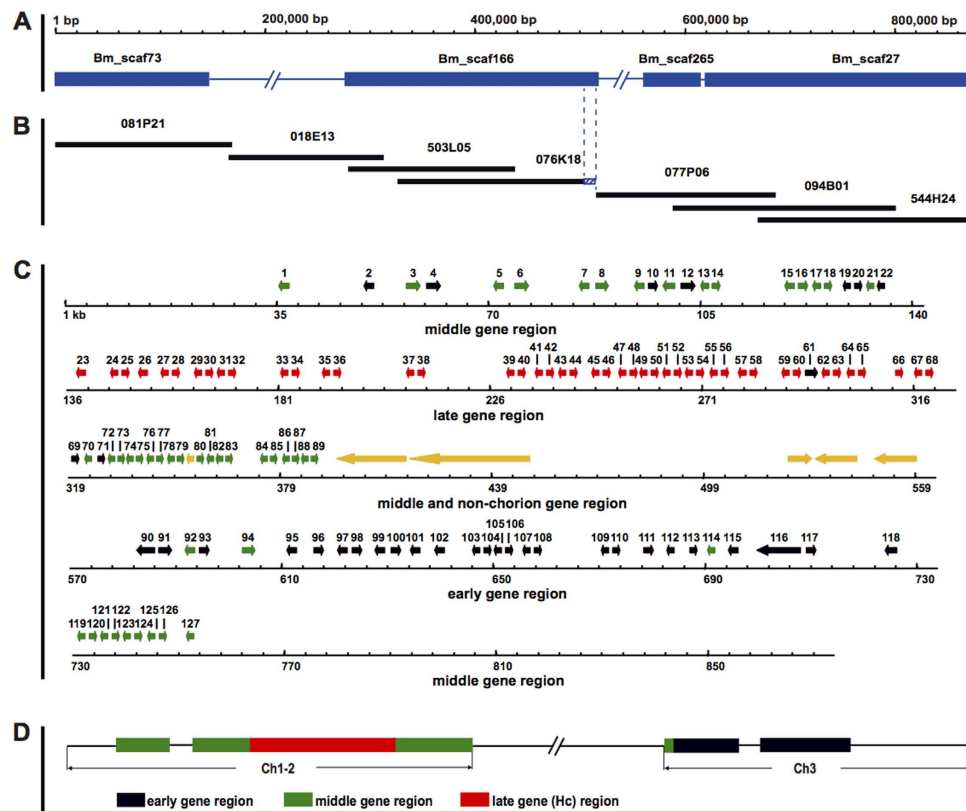 A
1 bp 200,000 bp 400,000 bp 600,000 bp 800,000 bp
Bm_scaf73 Bm_scaf166 Bm_scaf265 Bm_scaf27
B
081P21 018E13 503L05 076K18 077P06 094B01 544H24
C
1 2 3 4 5 6 7 8 9 10 11 12 13 14 15 16 17 18 19 20 21 22
1 kb 35 70 105 140
middle gene region
41 42 47 48 51 52 55 56 61 64 65
23 24 25 26 27 28 29 30 31 32 33 34 35 36 37 38 39 40 43 44 45 46 49 50 53 54 57 58 59 60 62 63 66 67 68
136 181 226 271 316
late gene region
72 73 76 77 81 86 87
69 70 71 74 75 78 79 80 82 83 84 85 88 89
319 379 439 499 559
middle and non-chorion gene region
105 106
90 91 92 93 94 95 96 97 98 99 100 101 102 103 104 107 108 109 110 111 112 113 114 115 116 117 118
570 610 650 690 730
early gene region
121 122 125 126
119 120 123 124 127
730 770 810 850
middle gene region
D
Ch1-2 Ch3
early gene region middle gene region late gene (Hc) region